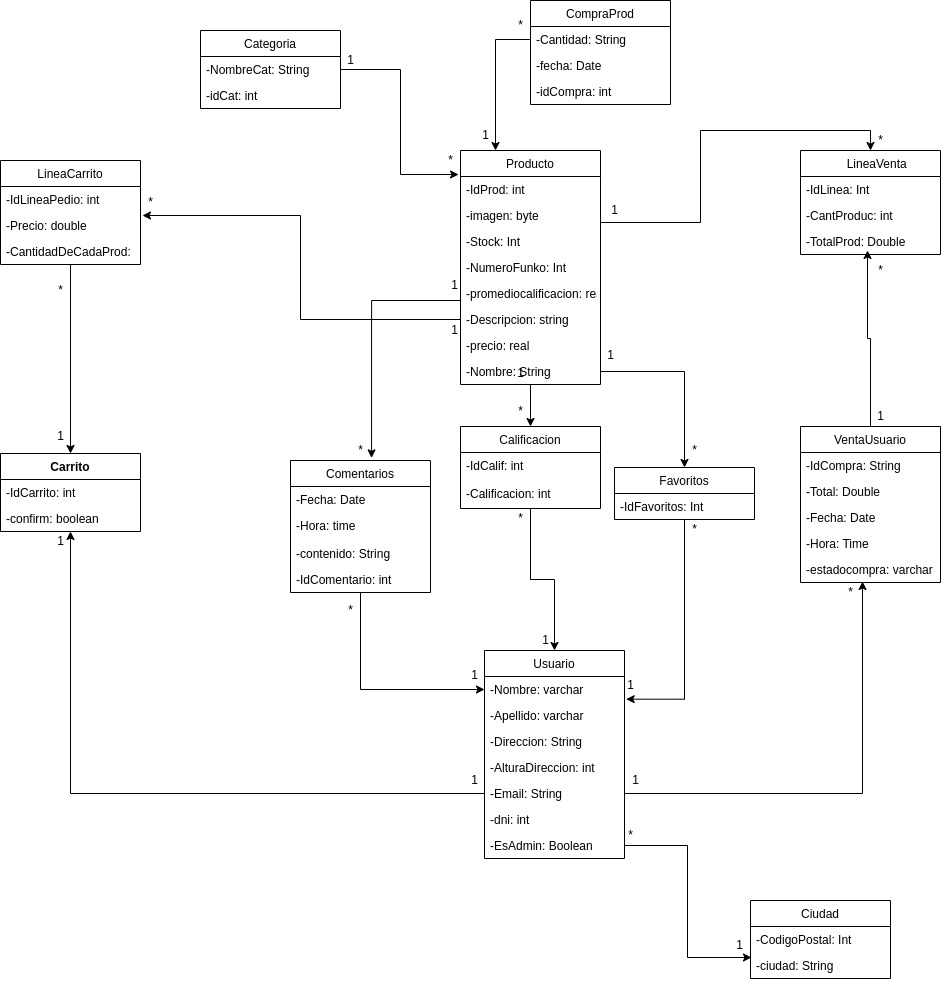 CompraProd
-Cantidad: String
-fecha: Date
-idCompra: int
*
1
Categoria
-NombreCat: String
-idCat: int
1
*
Producto
-IdProd: int
-imagen: byte
-Stock: Int
-NumeroFunko: Int
-promediocalificacion: re
-Descripcion: string
-precio: real
-Nombre: String
1
1
1
1
1
LineaVenta
-IdLinea: Int
-CantProduc: int
-TotalProd: Double
*
*
LineaCarrito
-IdLineaPedio: int
-Precio: double
-CantidadDeCadaProd:
*
*
1
Carrito
-IdCarrito: int
-confirm: boolean
1
*
Comentarios
-Fecha: Date
-Hora: time
-contenido: String
-IdComentario: int
*
*
Calificacion
-IdCalif: int
-Calificacion: int
*
*
Favoritos
-IdFavoritos: Int
*
1
VentaUsuario
-IdCompra: String
-Total: Double
-Fecha: Date
-Hora: Time
-estadocompra: varchar
*
1
1
1
Usuario
-Nombre: varchar
-Apellido: varchar
-Direccion: String
-AlturaDireccion: int
-Email: String
-dni: int
-EsAdmin: Boolean
1
1
*
1
Ciudad
-CodigoPostal: Int
-ciudad: String